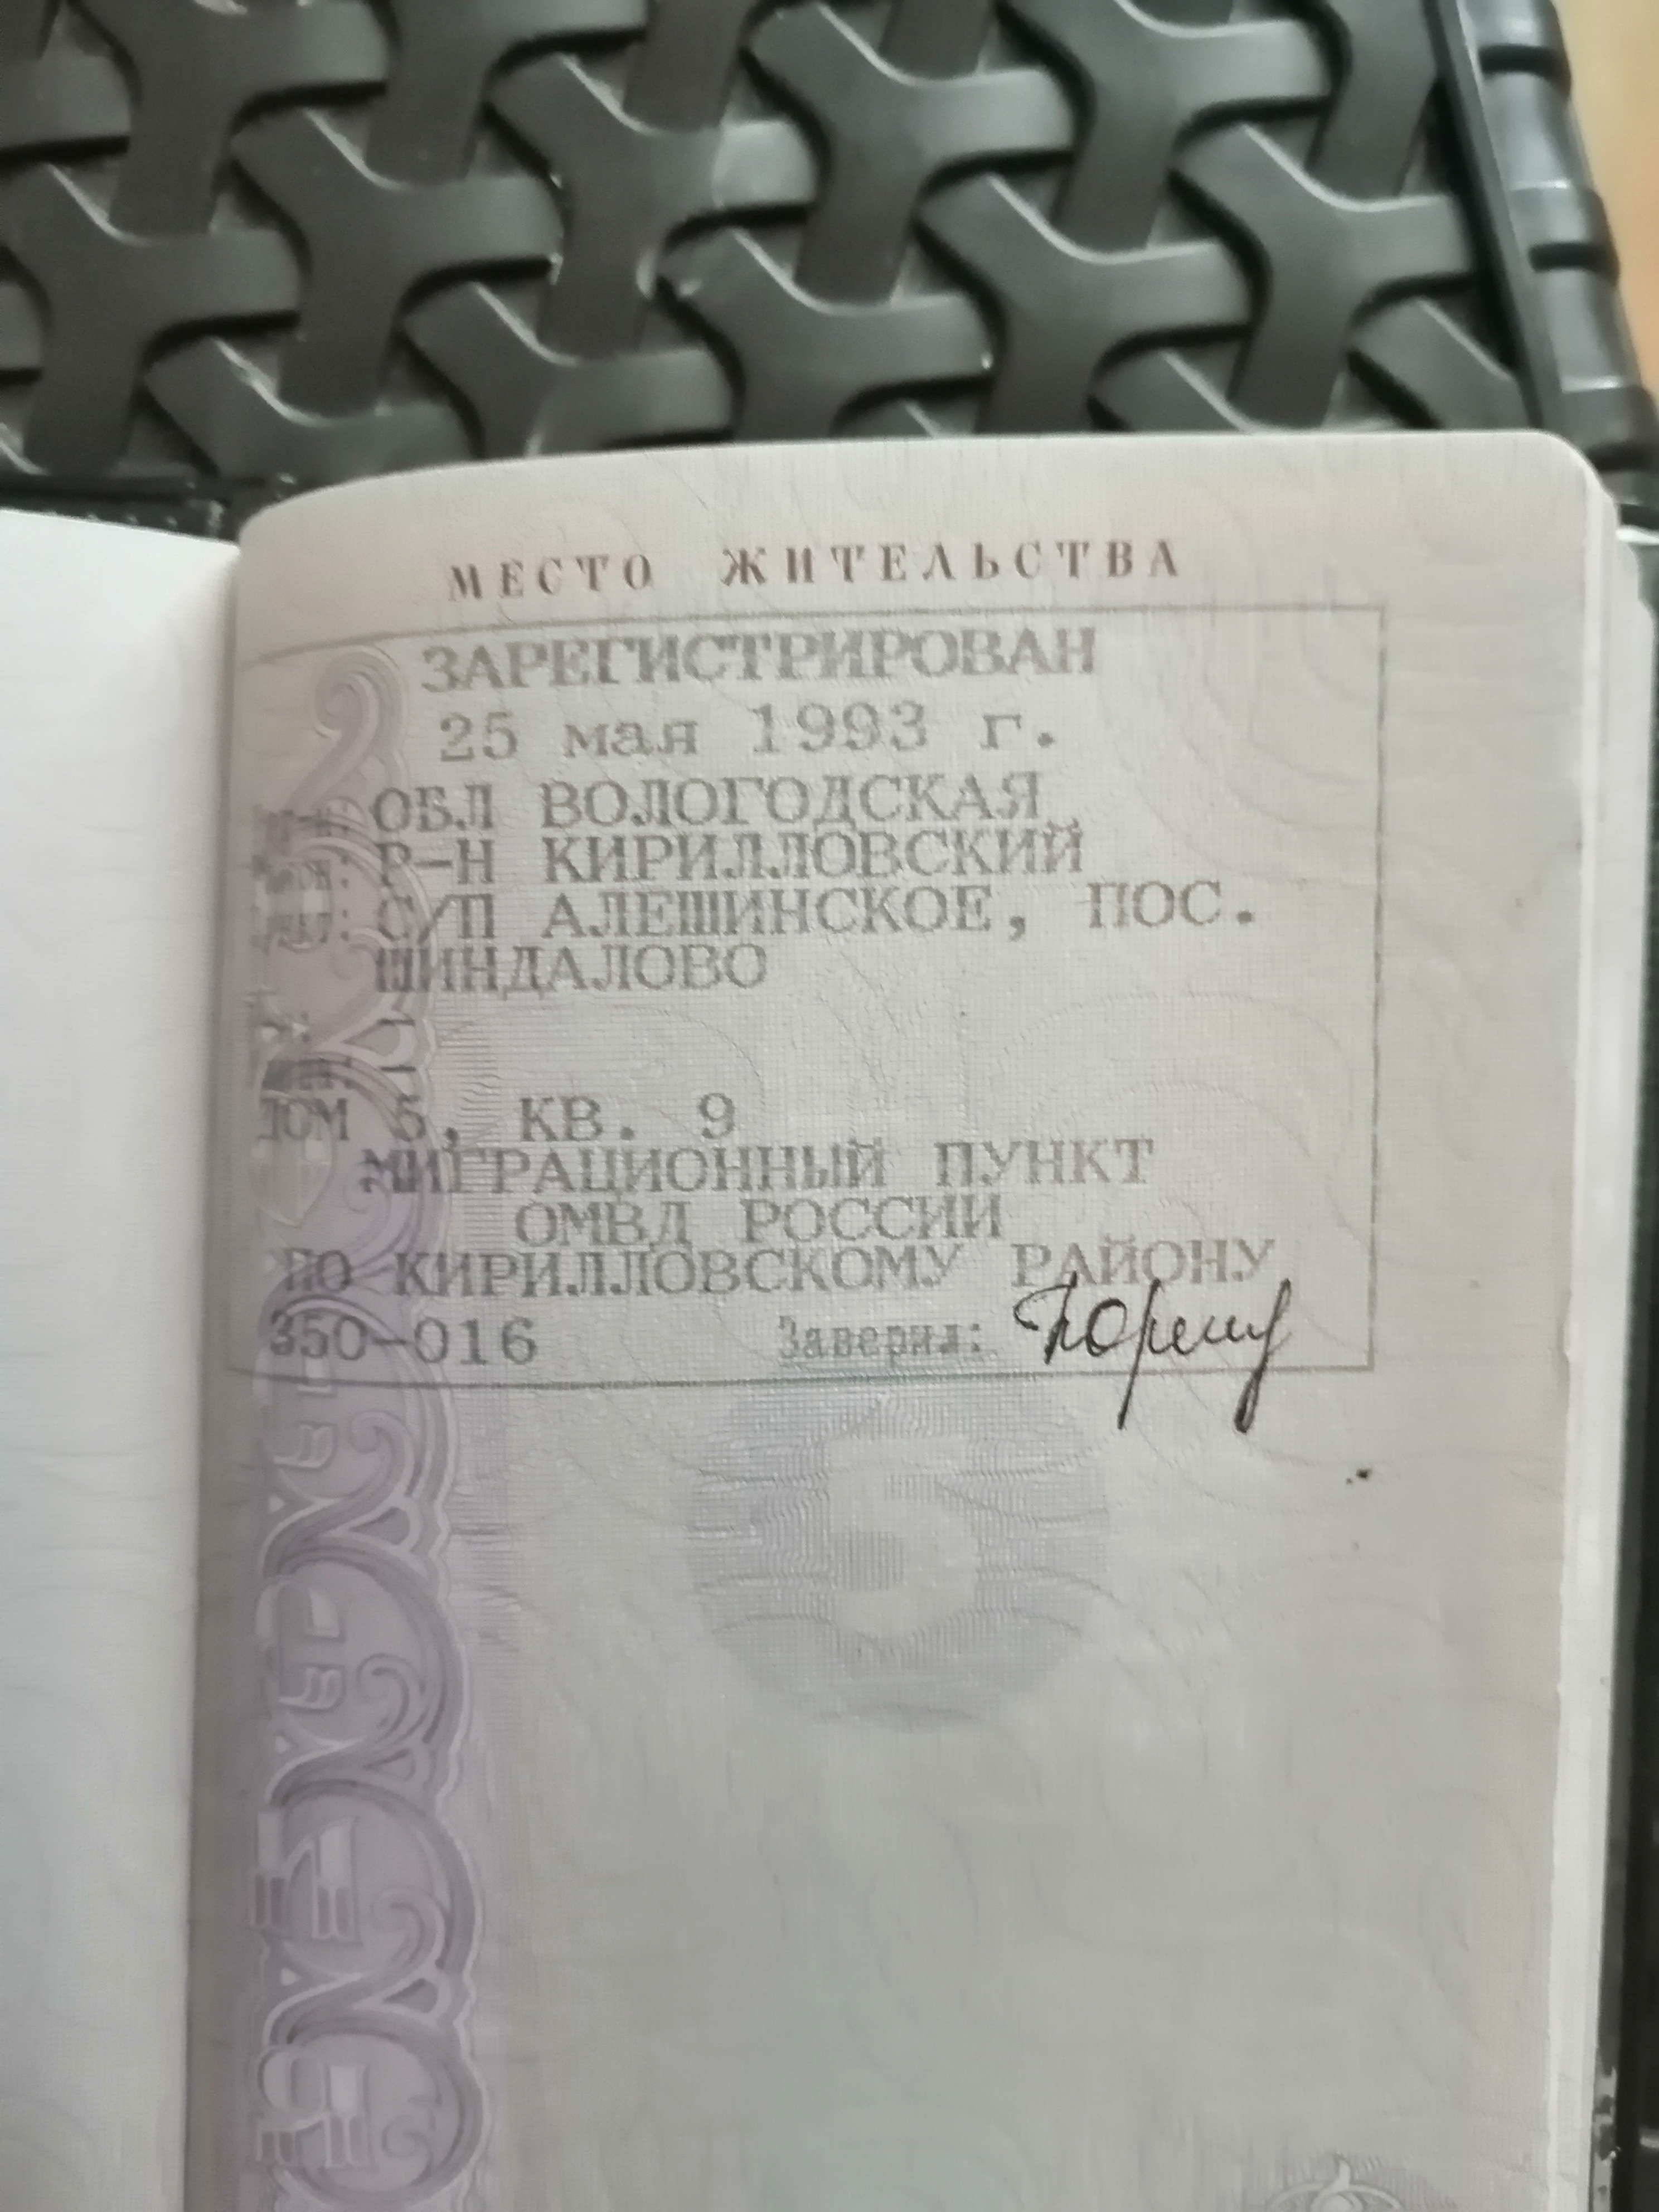 МЕСТО ЖИТЕЛЬСТВА
ЗАРЕГИСТРИРОВАН
25 мая 1993 г.
ОБЛ ВОЛОГОДСКАЯ
Р-Н КИРИЛЛОВСКИЙ
С/П АЛЕШИНСКОЕ, ПОС.
ШИНДАЛОВО
-
-
ДОМ 5, КВ. 9
МИГРАЦИОННЫЙ ПУНКТ
ОМВД РОССИИ
ПО КИРИЛЛОВСКОМУ РАЙОНУ
350-016 Заверил: